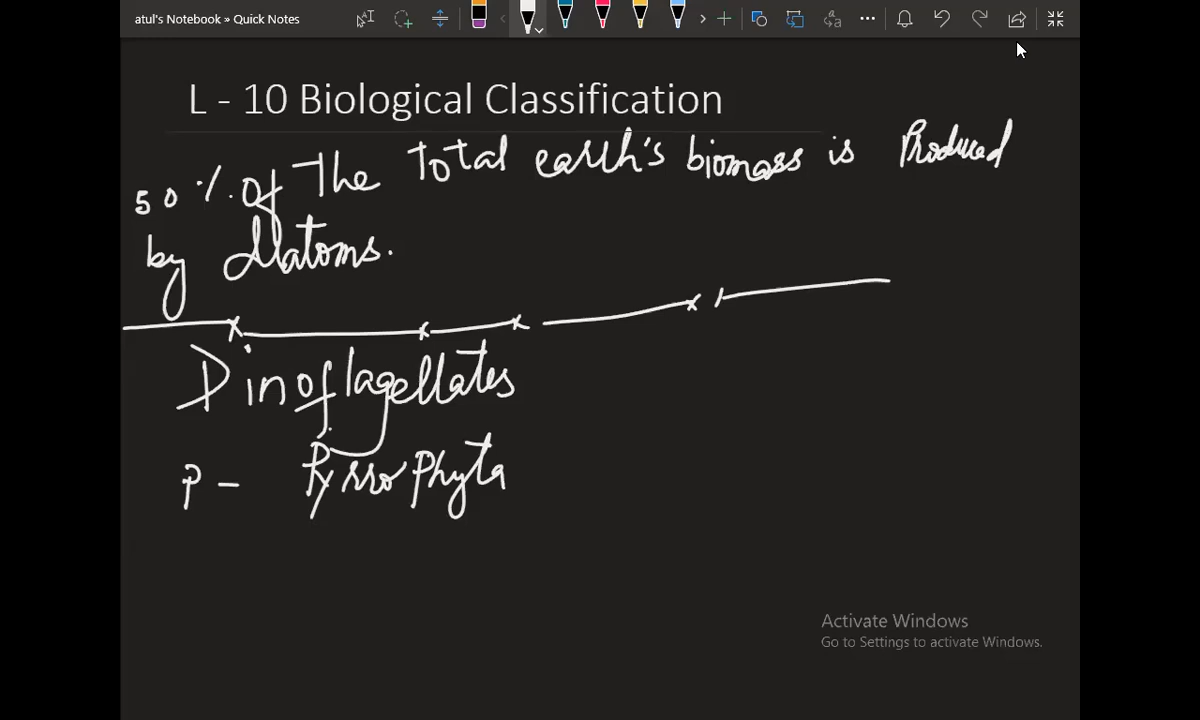 atul's Notebook » Quick Notes
L - 10 Biological Classification
50 %. Of The Total earth's biomass is Produced
by diatoms.
Dinoflagellates
P - Pyrrophyta
Activate Windows
Go to Settings to activate Windows.